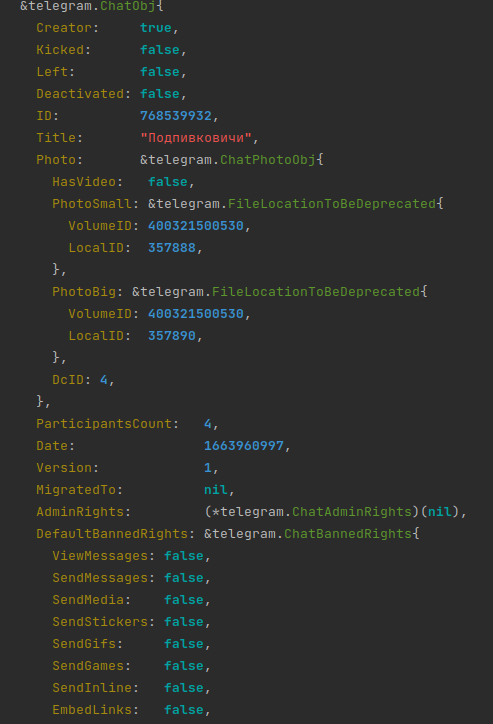 &telegram.ChatObj{
Creator: true,
Kicked: false,
Left: false,
Deactivated: false,
ID: 768539932,
Title: "Подпивковичи",
Photo: &telegram.ChatPhotoObj{
HasVideo: false,
PhotoSmall: &telegram.FileLocationToBeDeprecated{
VolumeID: 400321500530,
LocalID: 357888,
},
PhotoBig: &telegram.FileLocationToBeDeprecated{
VolumeID: 400321500530,
LocalID: 357890,
},
DcID: 4,
},
ParticipantsCount: 4,
Date: 1663960997,
Version: 1,
MigratedTo: nil,
AdminRights: (*telegram.ChatAdminRights)(nil),
DefaultBannedRights: &telegram.ChatBannedRights{
ViewMessages: false,
SendMessages: false,
SendMedia: false,
SendStickers: false,
SendGifs: false,
SendGames: false,
SendInline: false,
EmbedLinks: false,